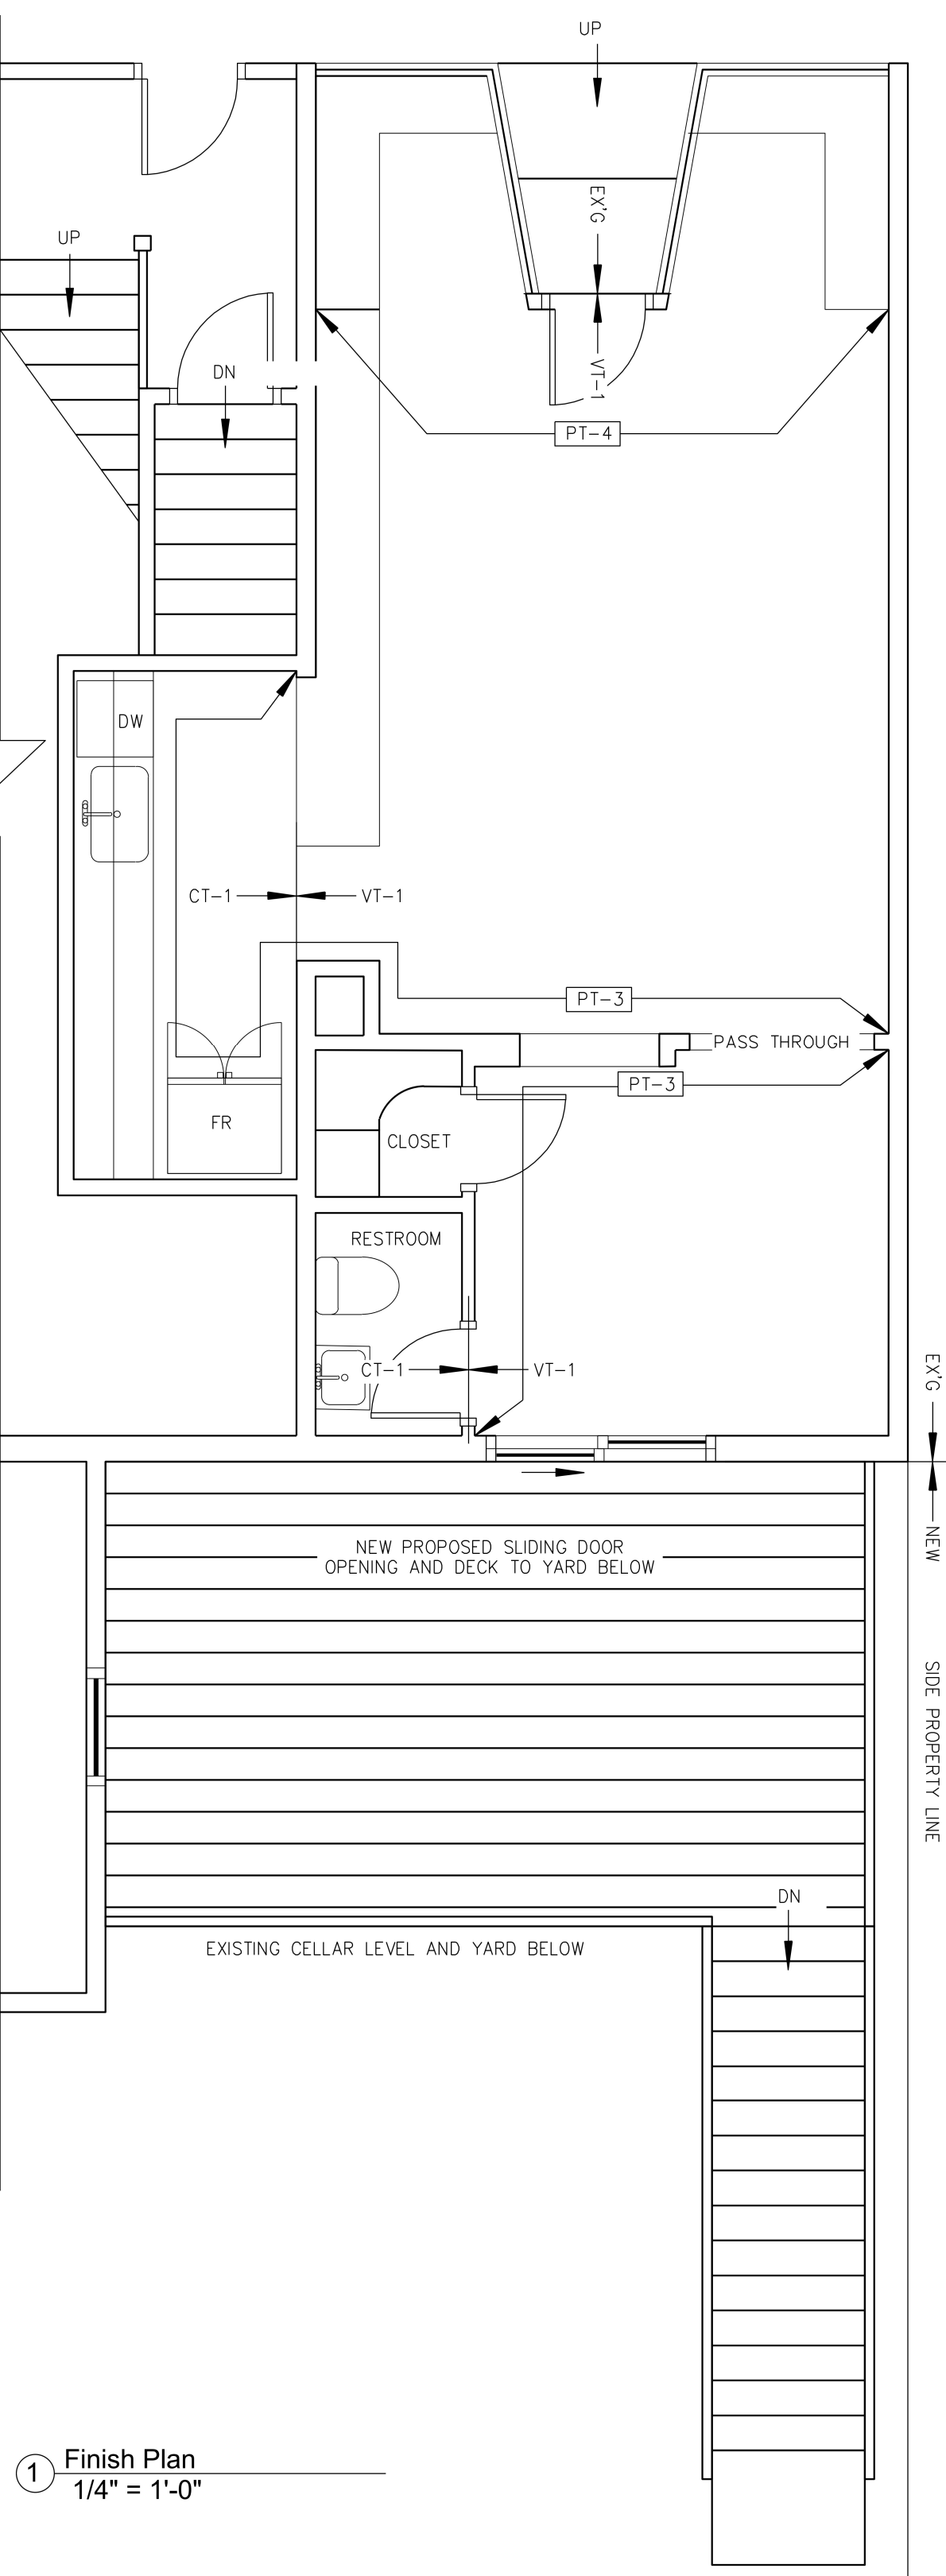 UP
UP
EX'G
VT-1
DN
PT-4
DW
CT-1
VT-1
PT-3
PASS THROUGH
PT-3
FR
CLOSET
RESTROOM
CT-1
VT-1
EX'G
NEW
NEW PROPOSED SLIDING DOOR
OPENING AND DECK TO YARD BELOW
SIDE PROPERTY LINE
DN
EXISTING CELLAR LEVEL AND YARD BELOW
1
Finish Plan
1/4" = 1'-0"